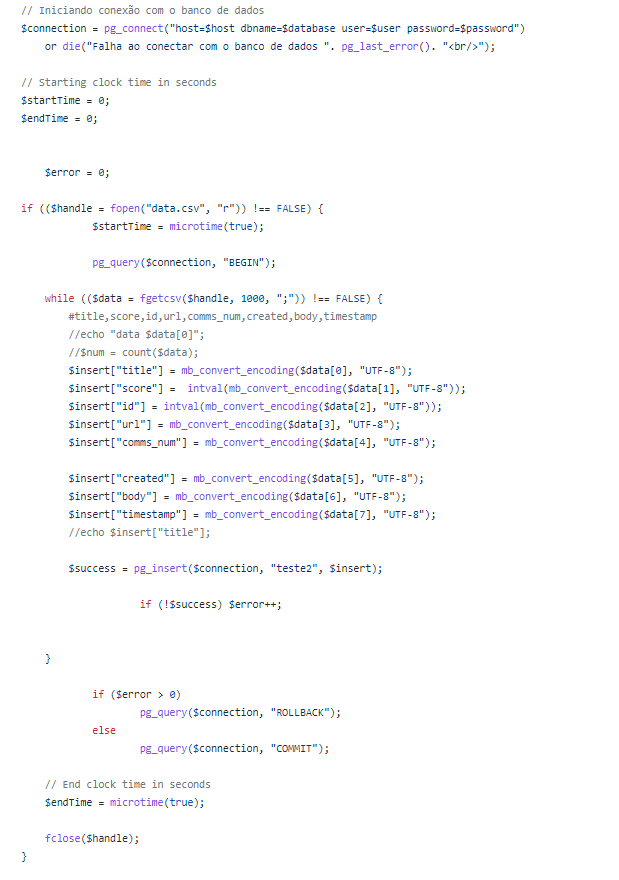 // Iniciando conexão com o banco de dados
$connection = pg_connect("host=$host dbname=$database user=$user password=$password")
or die("Falha ao conectar com o banco de dados ". pg_last_error(). "<br/>");
// Starting clock time in seconds
$startTime = 0;
$endTime = 0;
$error = 0;
if (($handle = fopen("data.csv", "r")) !== FALSE) {
$startTime = microtime(true);
pg_query($connection, "BEGIN");
while (($data = fgetcsv($handle, 1000, ";")) !== FALSE) {
#title,score,id,url,comms_num,created,body,timestamp
//echo "data $data[0]";
//$num = count($data);
$insert["title"] = mb_convert_encoding($data[0], "UTF-8");
$insert["score"] =  intval(mb_convert_encoding($data[1], "UTF-8"));
$insert["id"] = intval(mb_convert_encoding($data[2], "UTF-8"));
$insert["url"] = mb_convert_encoding($data[3], "UTF-8");
$insert["comms_num"] = mb_convert_encoding($data[4], "UTF-8");
$insert["created"] = mb_convert_encoding($data[5], "UTF-8");
$insert["body"] = mb_convert_encoding($data[6], "UTF-8");
$insert["timestamp"] = mb_convert_encoding($data[7], "UTF-8");
//echo $insert["title"];
$success = pg_insert($connection, "teste2", $insert);
if (!$success) $error++;
}
if ($error > 0)
pg_query($connection, "ROLLBACK");
else
pg_query($connection, "COMMIT");
// End clock time in seconds
$endTime = microtime(true);
fclose($handle);
}